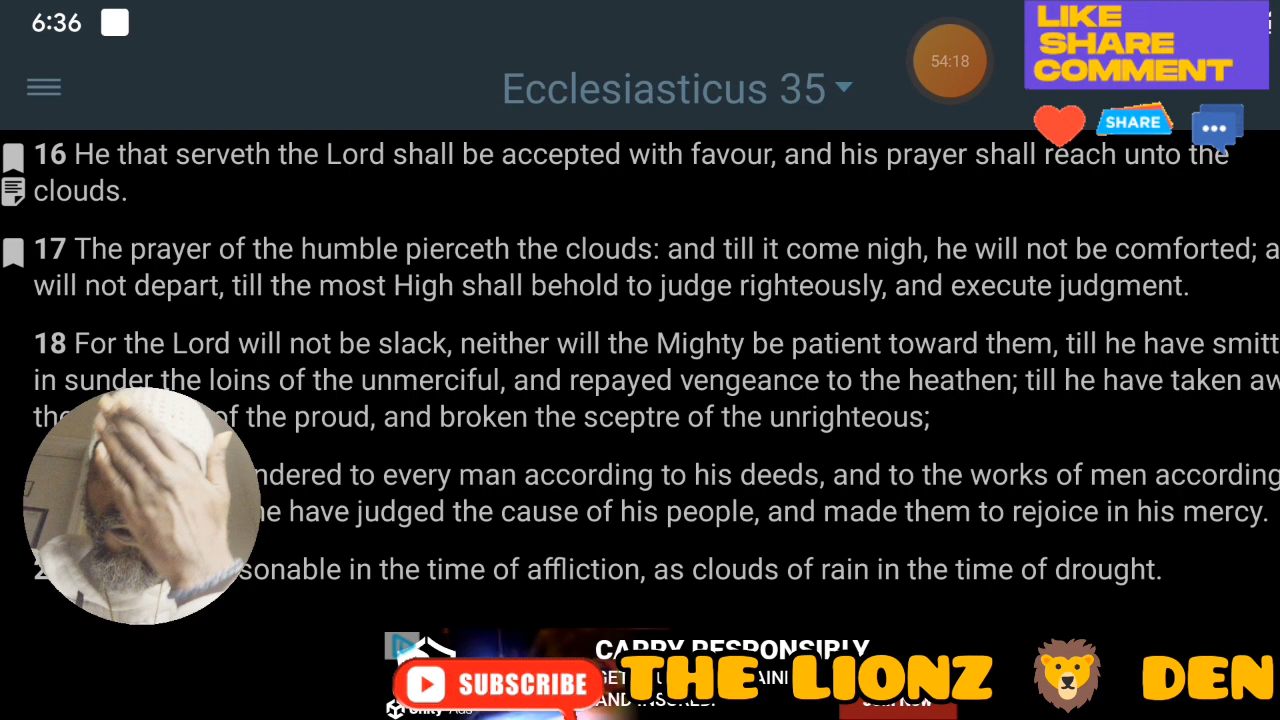 6:36
54:18
LIKE
SHARE
COMMENT
Ecclesiasticus 35
SHARE
16 He that serveth the Lord shall be accepted with favour, and his prayer shall reach unto the
clouds.
17 The prayer of the humble pierceth the clouds: and till it come nigh, he will not be comforted;
will not depart, till the most High shall behold to judge righteously, and execute judgment.
18 For the Lord will not be slack, neither will the Mighty be patient toward them, till he have smitt
in sunder the loins of the unmerciful, and repayed vengeance to the heathen; till he have taken aw
of the proud, and broken the sceptre of the unrighteous;
ndered to every man according to his deeds, and to the works of men according
he have judged the cause of his people, and made them to rejoice in his mercy.
sonable in the time of affliction, as clouds of rain in the time of drought.
CARRY RESPONSIBLY
SUBSCRIBE
THE LIONZ DEN
AND INSURED.